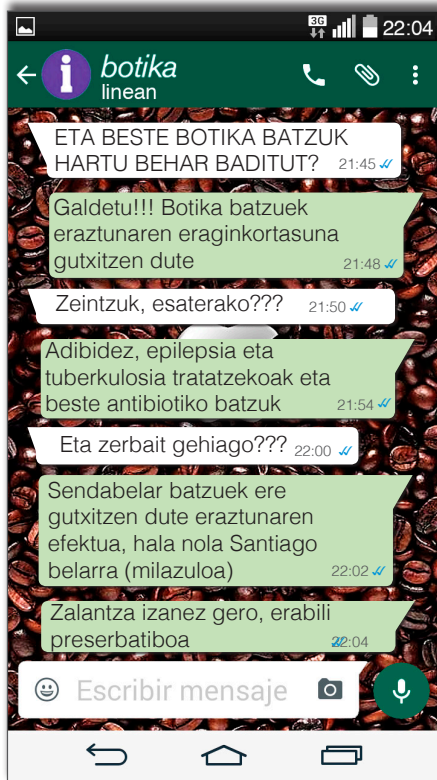 3G
22:04
i botika
linean
ETA BESTE BOTIKA BATZUK
HARTU BEHAR BADITUT? 21:45
Galdetu!!! Botika batzuek
eraztunaren eraginkortasuna
gutxitzen dute 21:48
Zeintzuk, esaterako??? 21:50
Adibidez, epilepsia eta
tuberkulosia tratatzekoak eta
beste antibiotiko batzuk 21:54
Eta zerbait gehiago??? 22:00
Sendabelar batzuek ere
gutxitzen dute eraztunaren
efektua, hala nola Santiago
belarra (milazuloa) 22:02
Zalantza izanez gero, erabili
preserbatiboa 22:04
Escribir mensaje